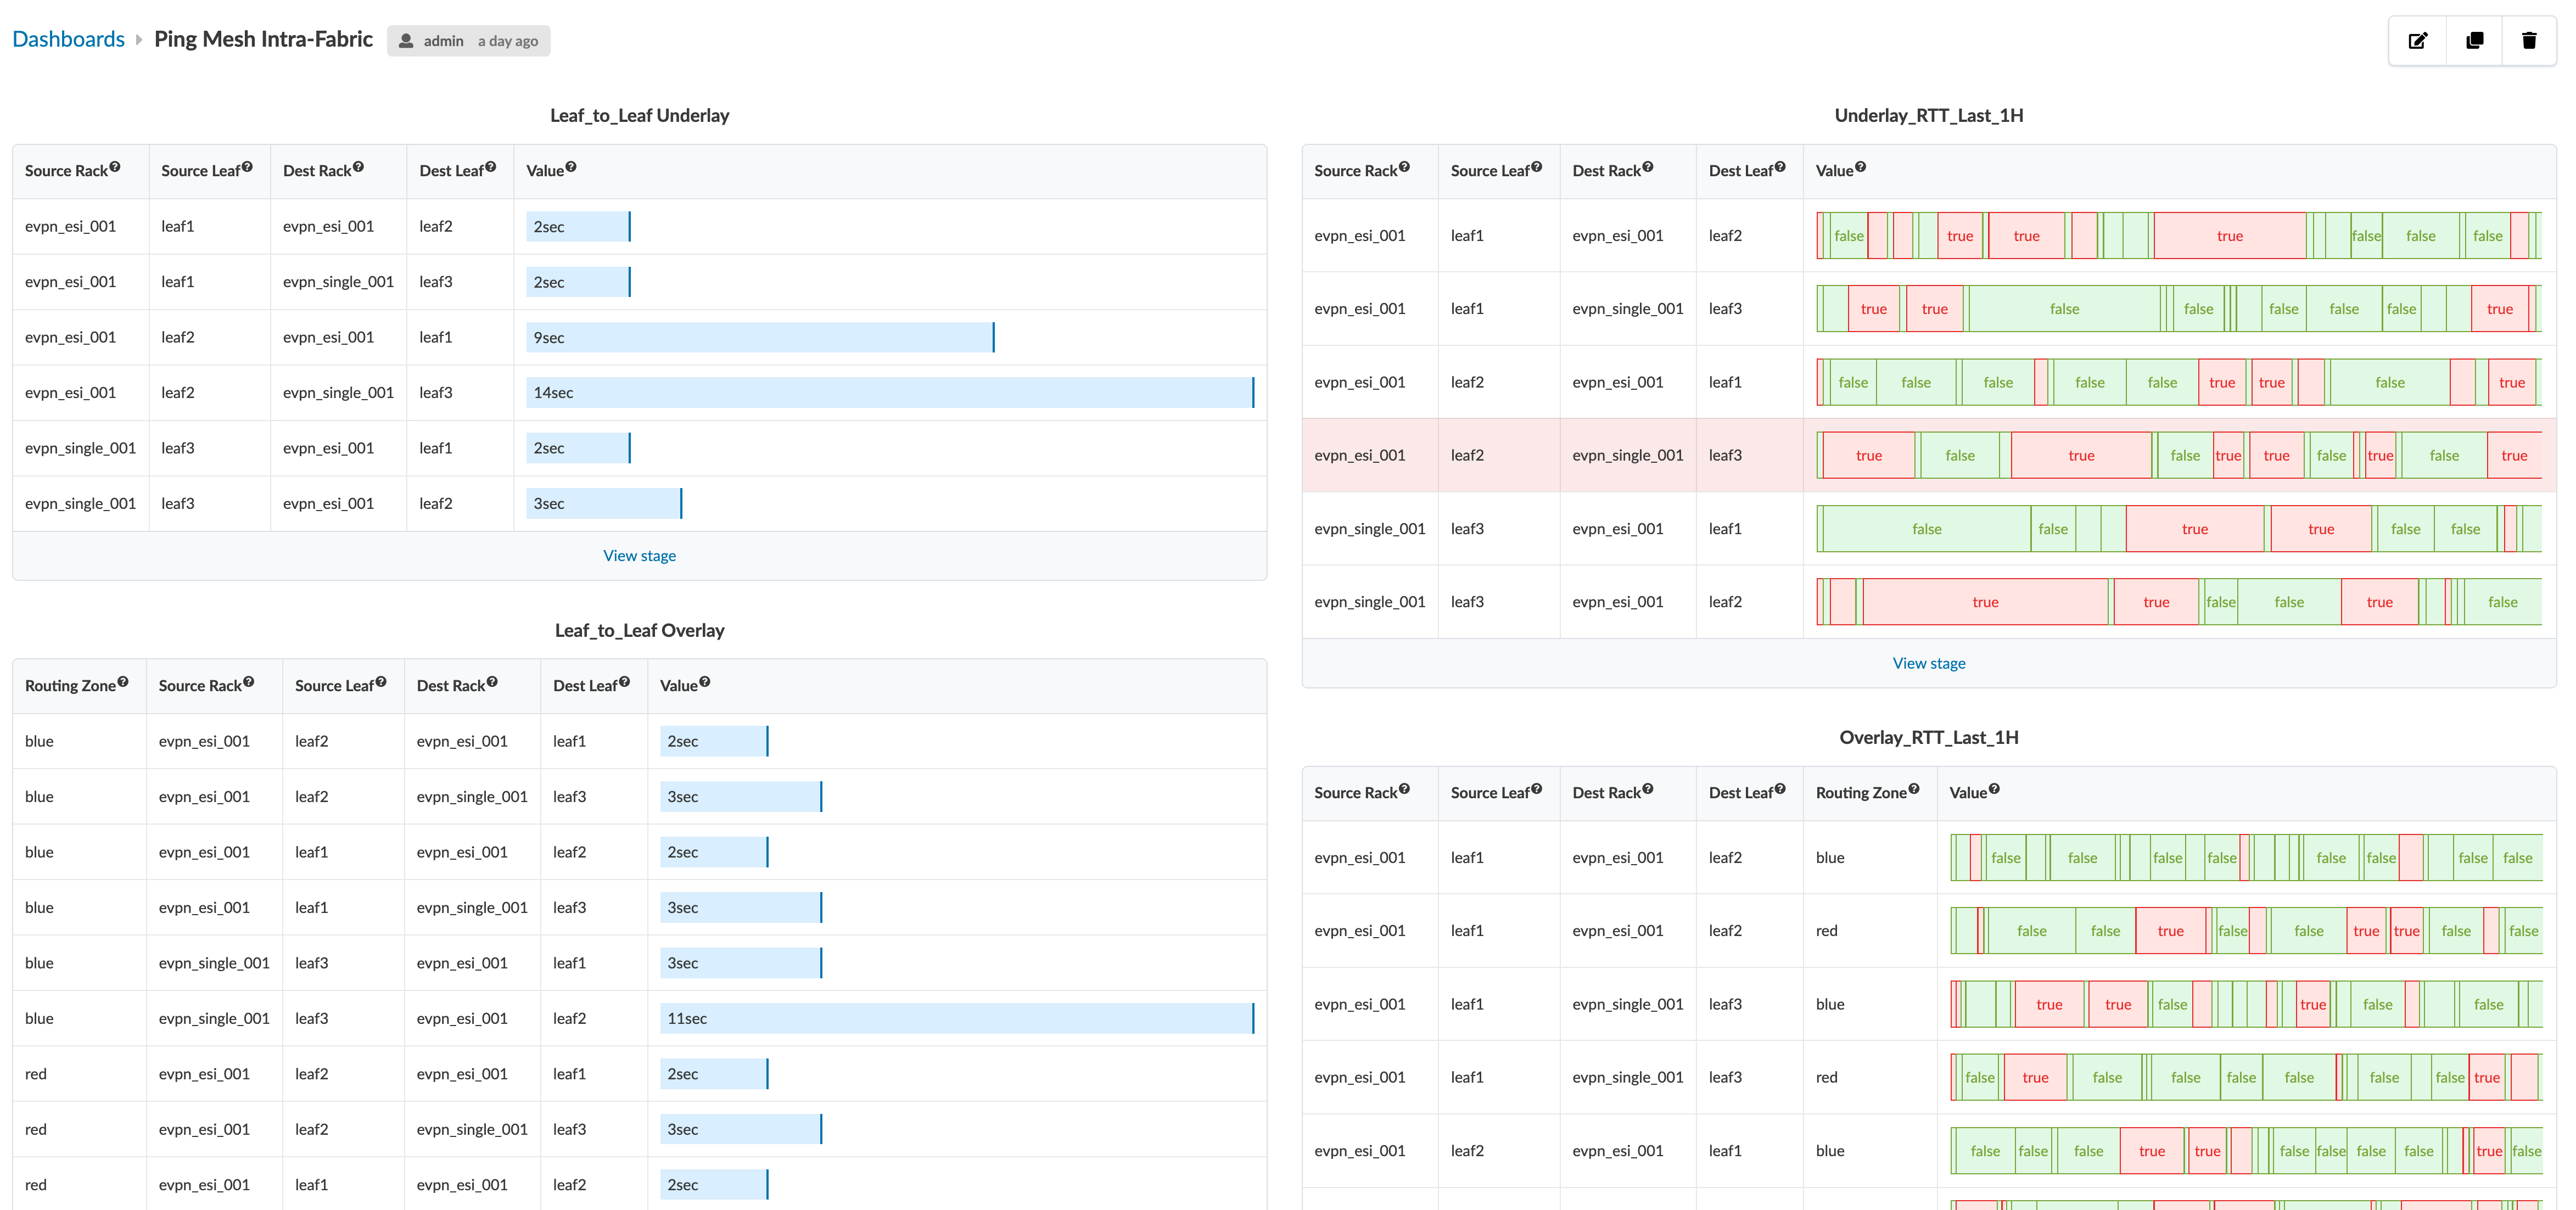 Dashboards Ping Mesh Intra-Fabric admin a day ago
Leaf_to_Leaf Underlay
Source Rack Source Leaf Dest Rack Dest Leaf Value
evpn_esi_001 leaf1 evpn_esi_001 leaf2 2sec
evpn_esi_001 leaf1 evpn_single_001 leaf3 2sec
evpn_esi_001 leaf2 evpn_esi_001 leaf1 9sec
evpn_esi_001 leaf2 evpn_single_001 leaf3 14sec
evpn_single_001 leaf3 evpn_esi_001 leaf1 2sec
evpn_single_001 leaf3 evpn_esi_001 leaf2 3sec
View stage
Leaf_to_Leaf Overlay
Routing Zone Source Rack Source Leaf Dest Rack Dest Leaf Value
blue evpn_esi_001 leaf2 evpn_esi_001 leaf1 2sec
blue evpn_esi_001 leaf2 evpn_single_001 leaf3 3sec
blue evpn_esi_001 leaf1 evpn_esi_001 leaf2 2sec
blue evpn_esi_001 leaf1 evpn_single_001 leaf3 3sec
blue evpn_single_001 leaf3 evpn_esi_001 leaf1 3sec
blue evpn_single_001 leaf3 evpn_esi_001 leaf2 11sec
red evpn_esi_001 leaf2 evpn_esi_001 leaf1 2sec
red evpn_esi_001 leaf2 evpn_single_001 leaf3 3sec
red evpn_esi_001 leaf1 evpn_esi_001 leaf2 2sec
Underlay_RTT_Last_1H
Source Rack Source Leaf Dest Rack Dest Leaf Value
evpn_esi_001 leaf1 evpn_esi_001 leaf2 false true true true false false false
evpn_esi_001 leaf1 evpn_single_001 leaf3 true true false false false false false true
evpn_esi_001 leaf2 evpn_esi_001 leaf1 false false false false false true true false true
evpn_esi_001 leaf2 evpn_single_001 leaf3 true false true false true true false true false true
evpn_single_001 leaf3 evpn_esi_001 leaf1 false false true true false false
evpn_single_001 leaf3 evpn_esi_001 leaf2 true true false false true false
View stage
Overlay_RTT_Last_1H
Source Rack Source Leaf Dest Rack Dest Leaf Routing Zone Value
evpn_esi_001 leaf1 evpn_esi_001 leaf2 blue false false false false false false false false
evpn_esi_001 leaf1 evpn_esi_001 leaf2 red false false true false false true true false false
evpn_esi_001 leaf1 evpn_single_001 leaf3 blue true true false true false false
evpn_esi_001 leaf1 evpn_single_001 leaf3 red false true false false false false false false true
evpn_esi_001 leaf2 evpn_esi_001 leaf1 blue false false false true true false false false false true false